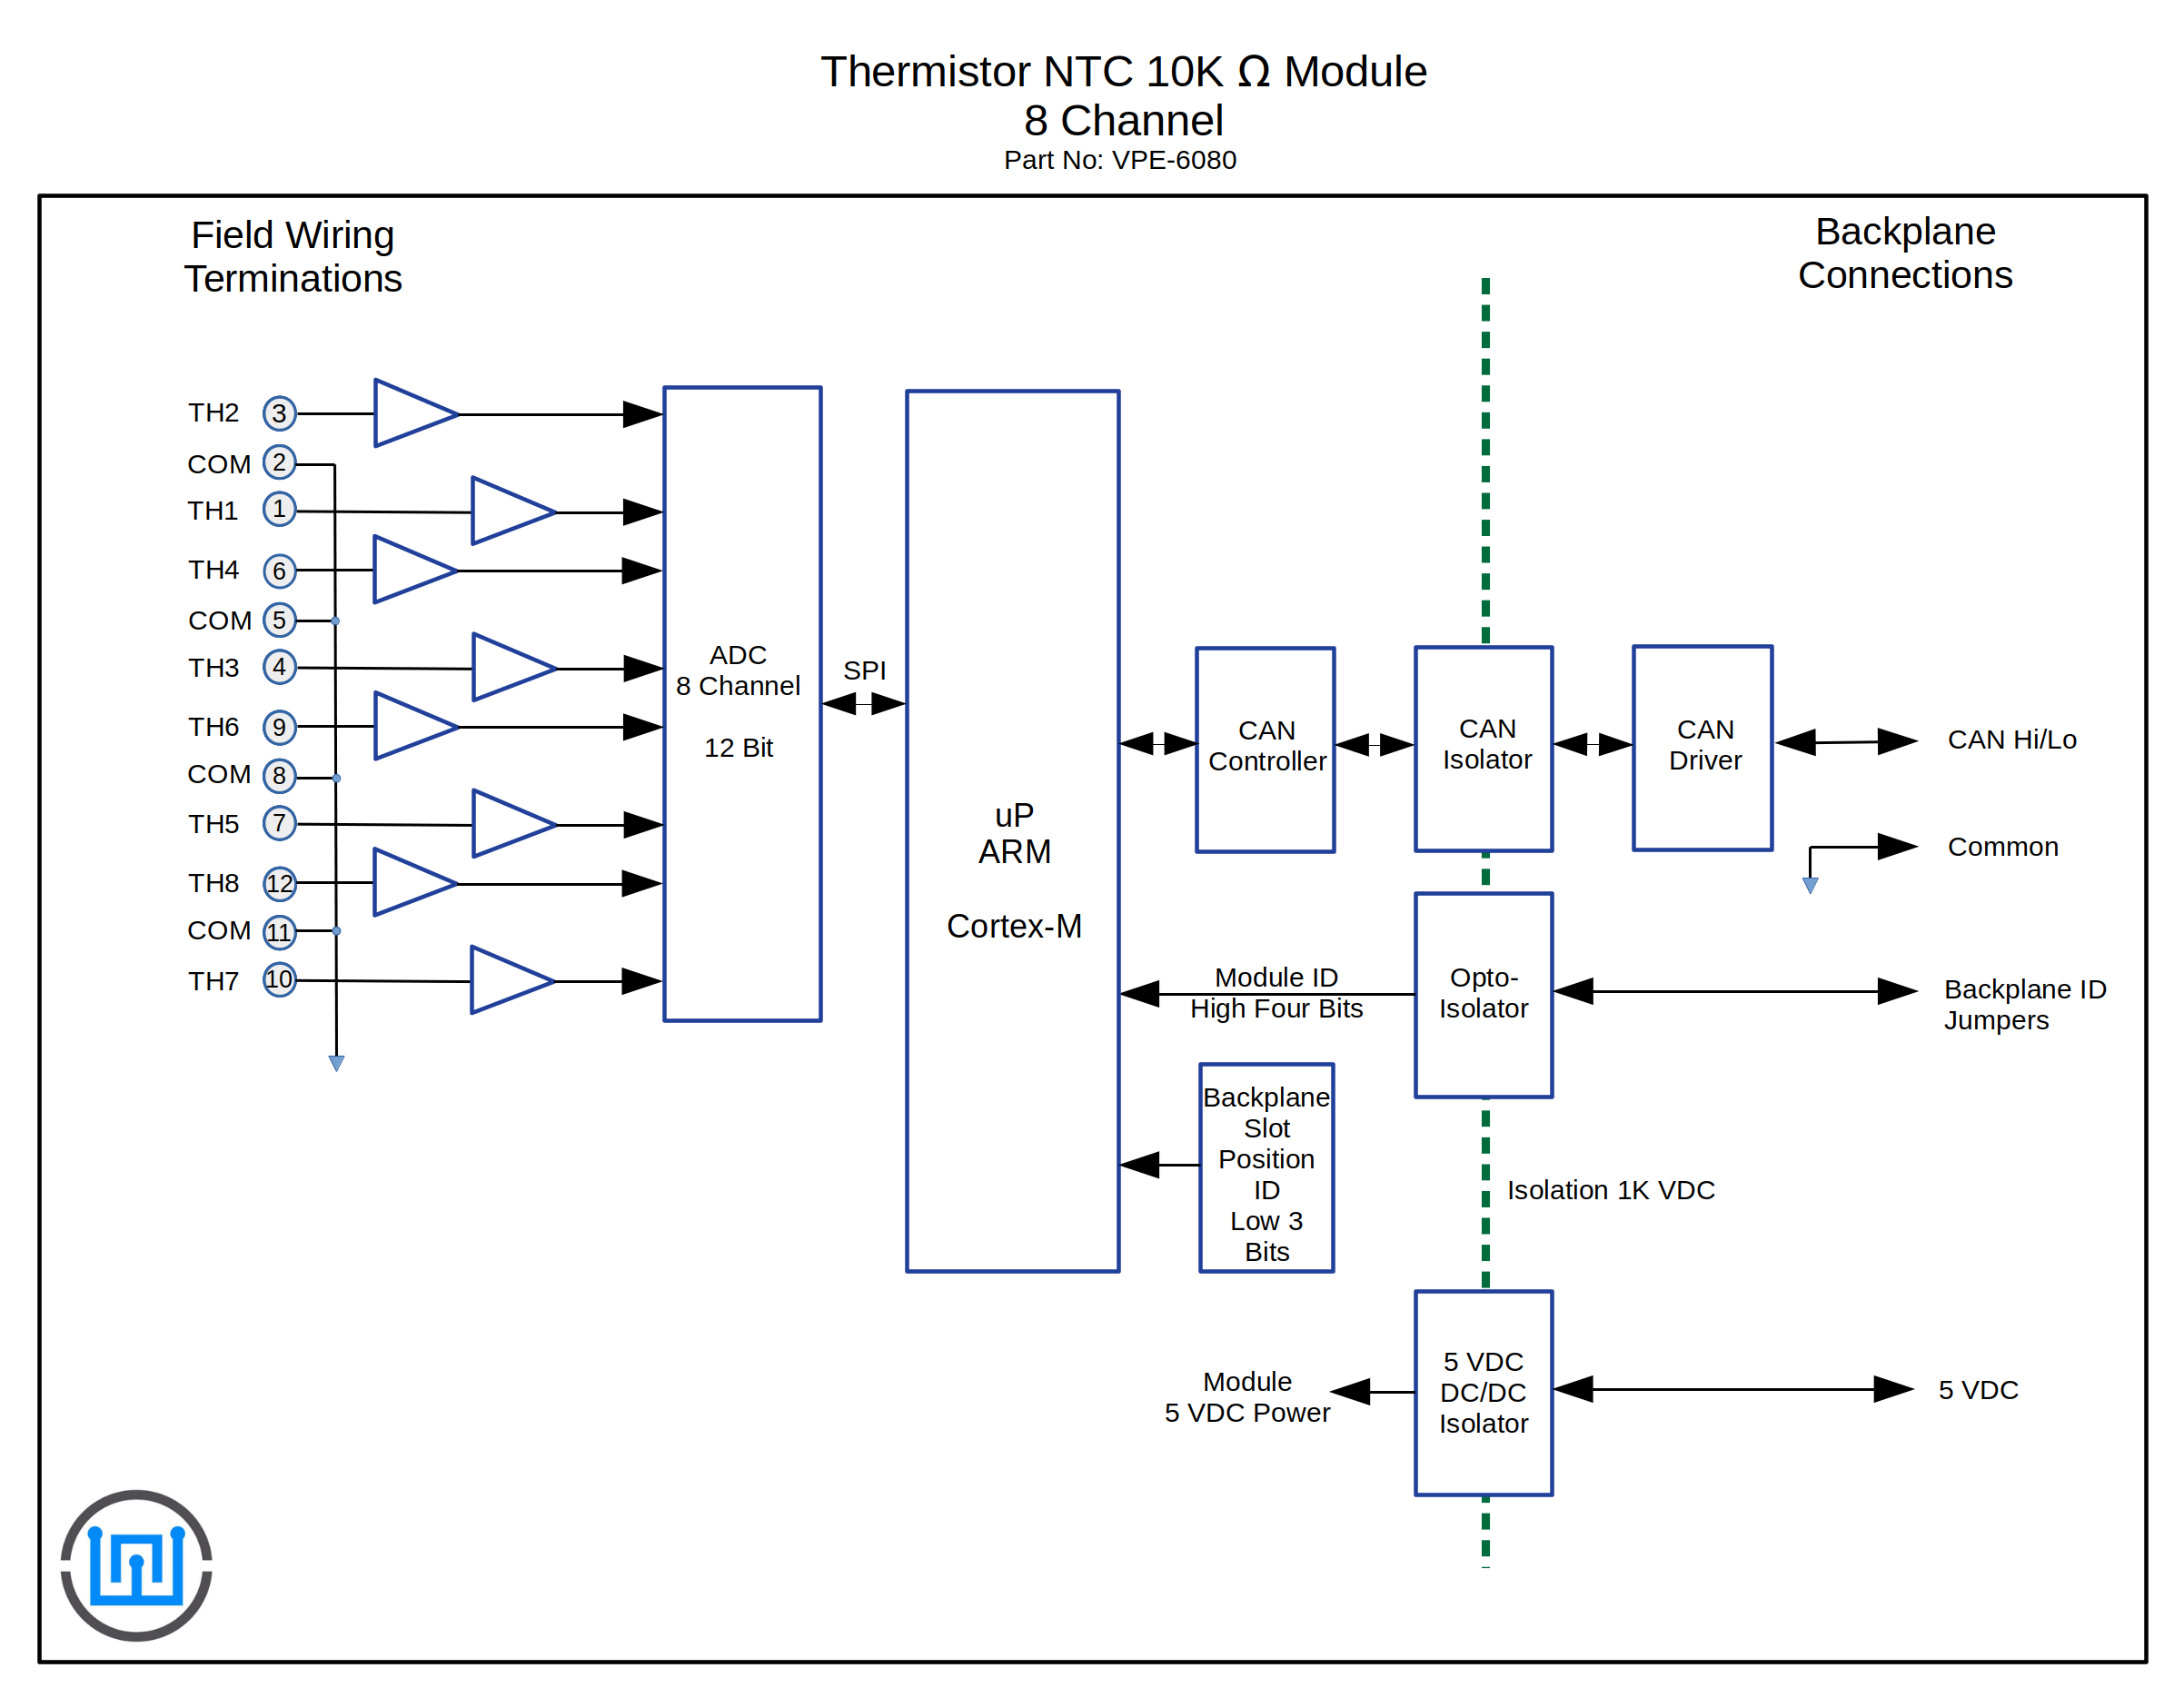 Thermistor NTC 10K Ω Module
8 Channel
Part No: VPE-6080
Field Wiring
Terminations
Backplane
Connections
TH2 3
COM 2
TH1 1
TH4 6
COM 5
TH3 4
TH6 9
COM 8
TH5 7
TH8 12
COM 11
TH7 10
ADC
8 Channel
12 Bit
SPI
uP
ARM
Cortex-M
CAN
Controller
CAN
Isolator
CAN
Driver
CAN Hi/Lo
Common
Module ID
High Four Bits
Opto-
Isolator
Backplane ID
Jumpers
Backplane
Slot
Position
ID
Low 3
Bits
Isolation 1K VDC
Module
5 VDC Power
5 VDC
DC/DC
Isolator
5 VDC